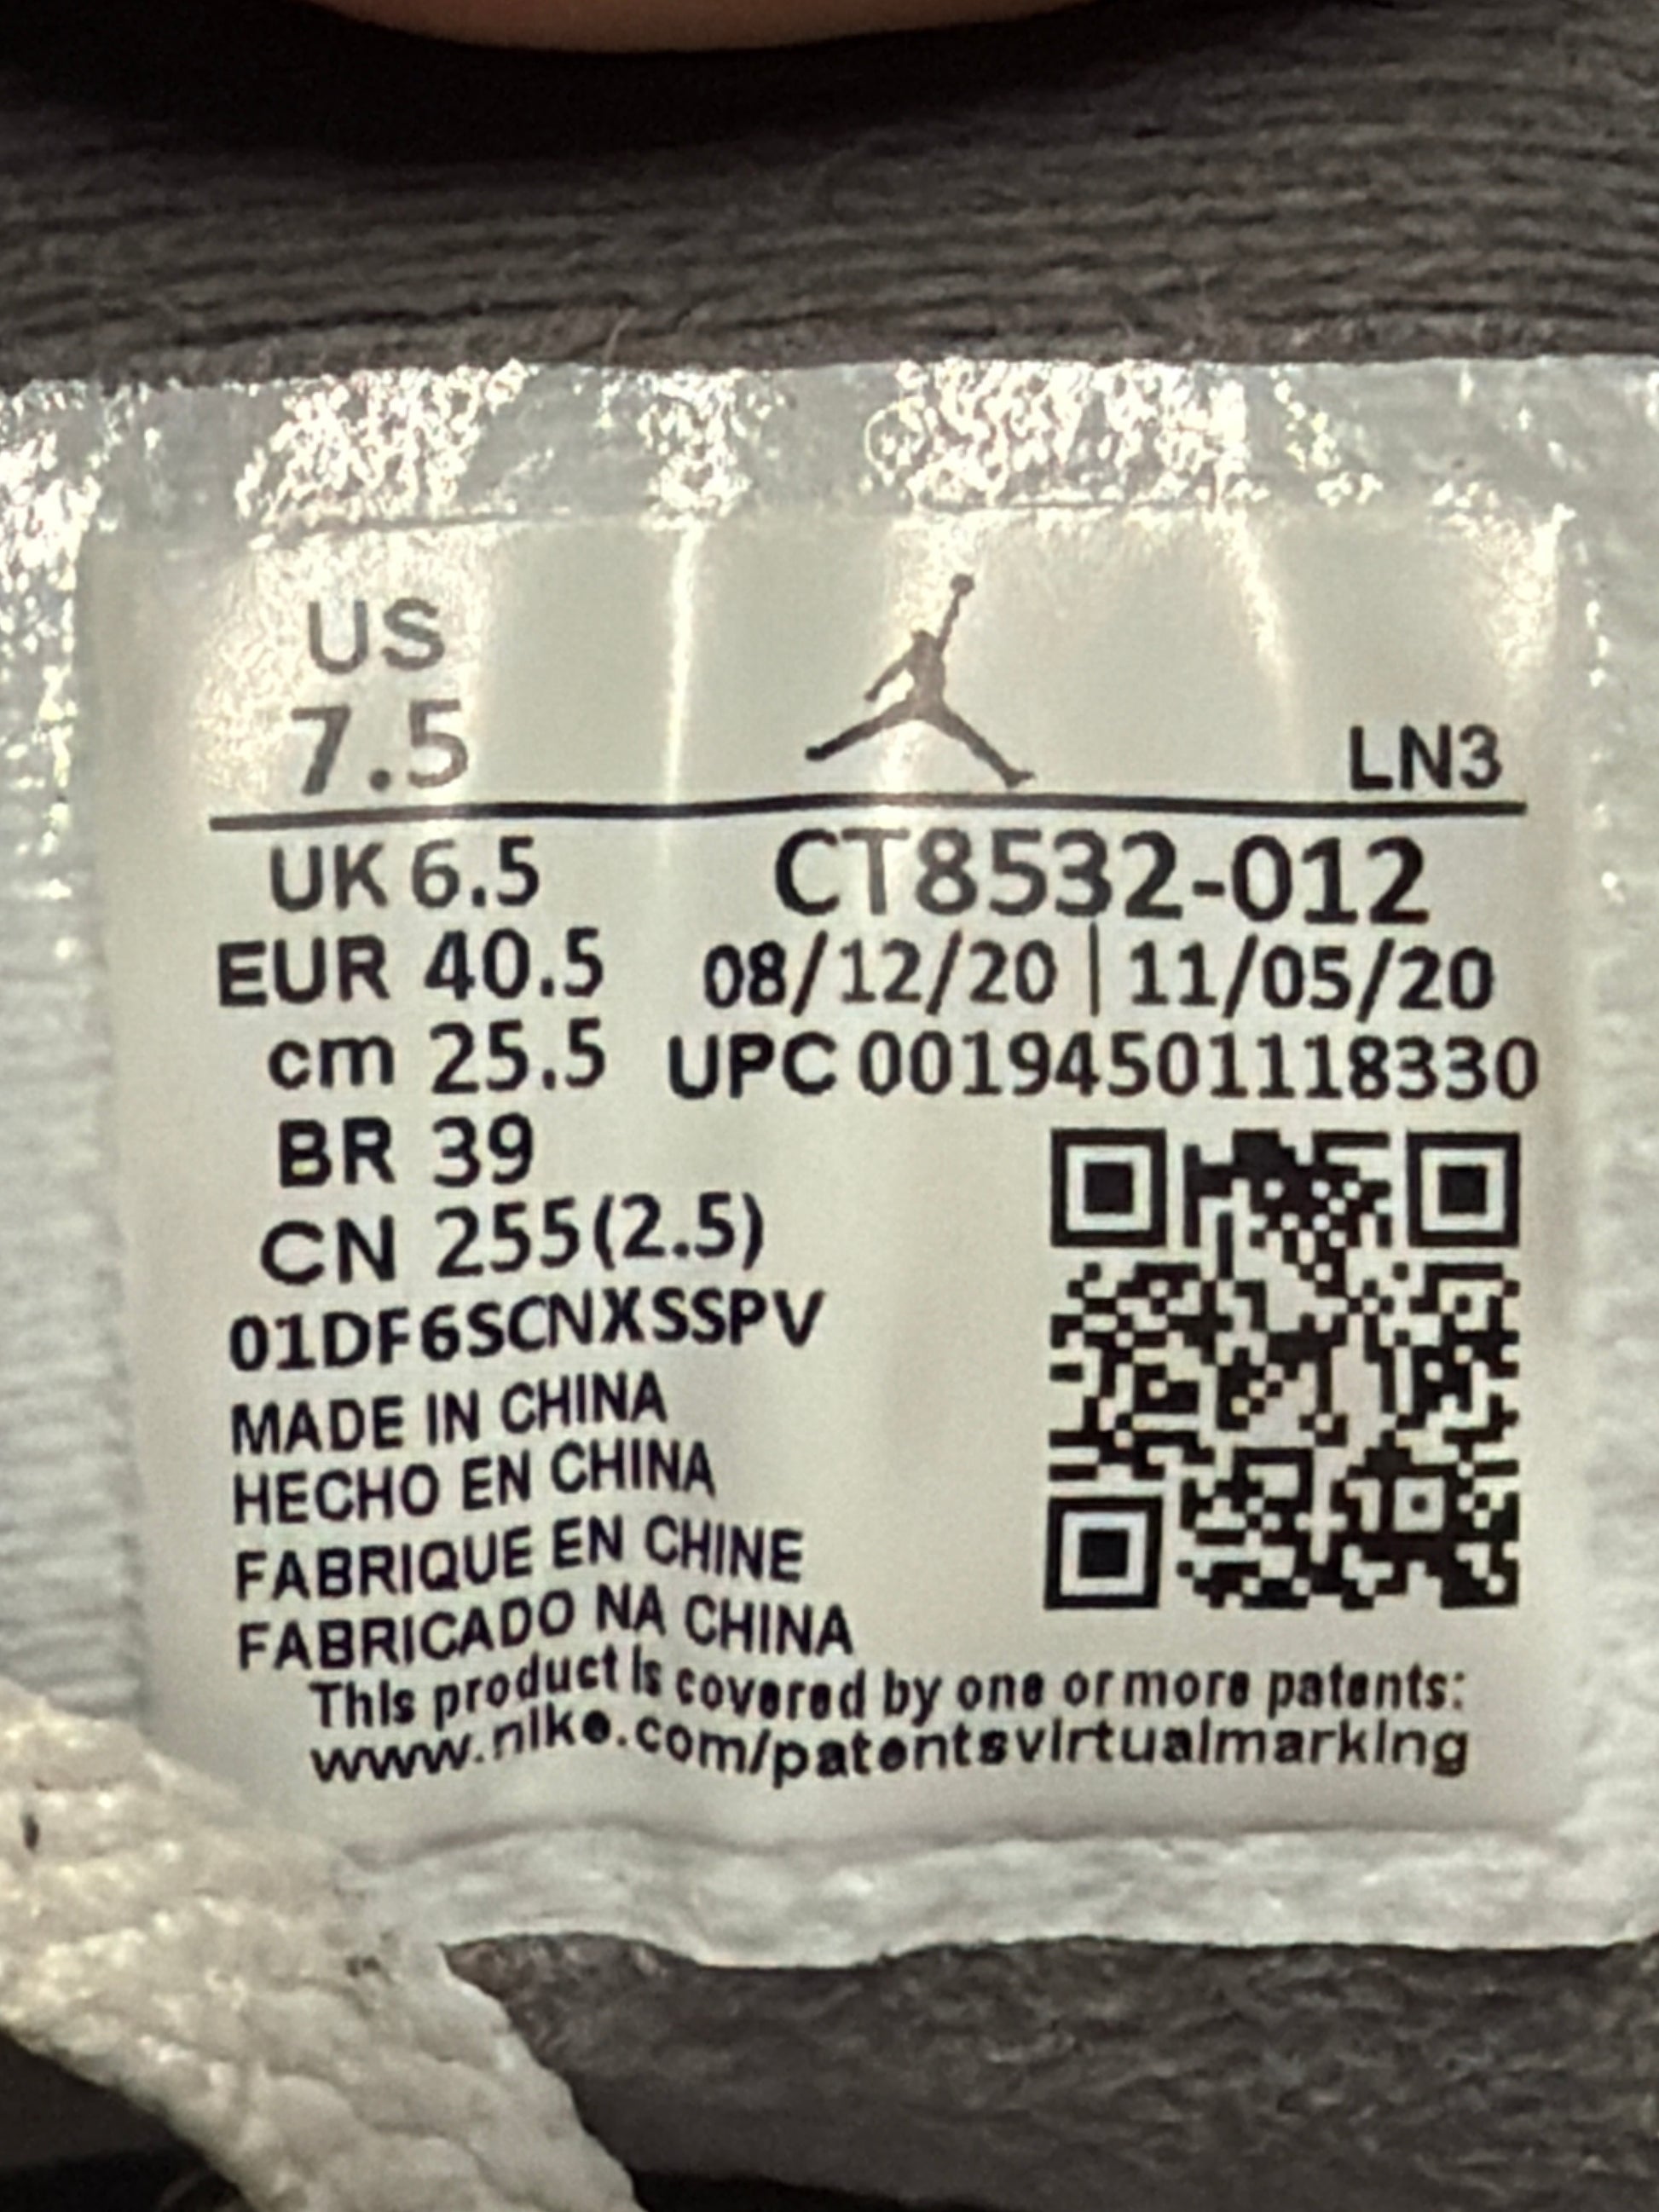 US
7.5
LN3
UK 6.5
CT8532-012
EUR 40.5
08/12/20 | 11/05/20
cm 25.5
UPC 00194501118330
BR 39
CN 255(2.5)
01DF6SCNXSSPV
MADE IN CHINA
HECHO EN CHINA
FABRIQUE EN CHINE
FABRICADO NA CHINA
This product is covered by one or more patents:
www.nike.com/patentsvirtualmarking